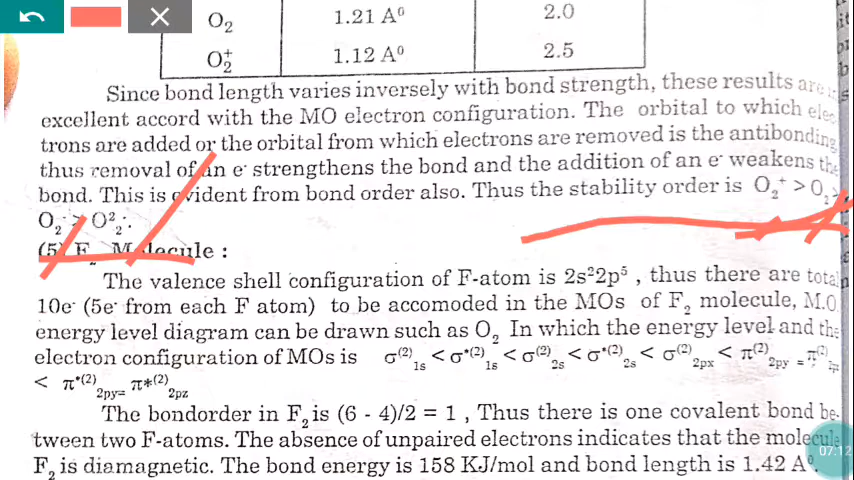 O₂ 1.21 A⁰ 2.0
O₂⁺ 1.12 A⁰ 2.5
Since bond length varies inversely with bond strength, these results are
excellent accord with the MO electron configuration. The orbital to which elec
trons are added or the orbital from which electrons are removed is the antibonding
thus removal of an e⁻ strengthens the bond and the addition of an e⁻ weakens the
bond. This is evident from bond order also. Thus the stability order is O₂⁺ > O₂ >
O₂⁻ > O²₂⁻.
(5) F₂ Molecule :
The valence shell configuration of F-atom is 2s²2p⁵ , thus there are total
10e⁻ (5e⁻ from each F atom) to be accomoded in the MOs of F₂ molecule, M.O.
energy level diagram can be drawn such as O₂ In which the energy level and the
electron configuration of MOs is σ⁽²⁾1s < σ*⁽²⁾1s < σ⁽²⁾2s < σ*⁽²⁾2s < σ⁽²⁾2px < π⁽²⁾2py = π⁽²⁾
< π*⁽²⁾2py= π*⁽²⁾2pz
The bondorder in F₂ is (6 - 4)/2 = 1 , Thus there is one covalent bond be-
tween two F-atoms. The absence of unpaired electrons indicates that the molecule
F₂ is diamagnetic. The bond energy is 158 KJ/mol and bond length is 1.42 A⁰.
07:12